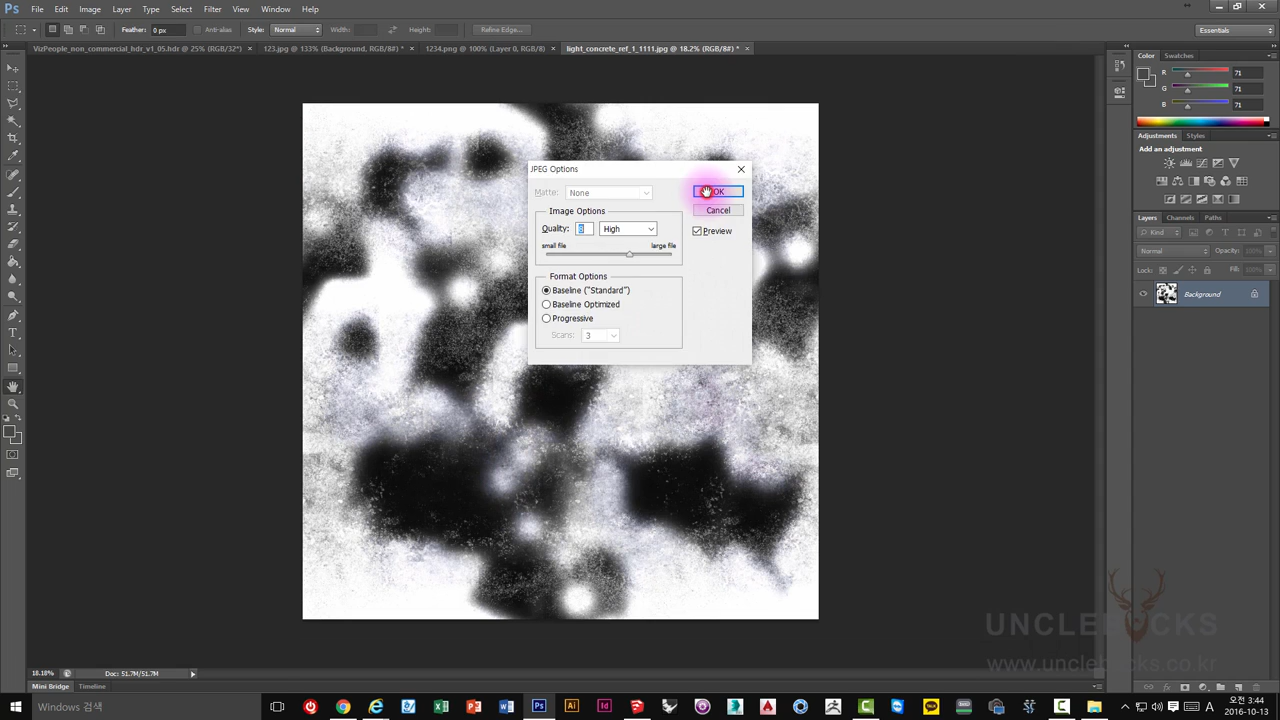 Ps File Edit Image Layer Type Select Filter View Window Help
Feather: 0 px Anti-alias Style: Normal Width: Height: Refine Edge... Essentials
VizPeople_non_commercial_hdr_v1_05.hdr @ 25% (RGB/32*) × 123.jpg @ 133% (Background, RGB/8#) * × 1234.png @ 100% (Layer 0, RGB/8) × light_concrete_ref_1_1111.jpg @ 18.2% (RGB/8#) * ×
Color Swatches
R 71
G 71
B 71
Adjustments Styles
Add an adjustment
Layers Channels Paths
Kind
Normal Opacity:
Lock: Fill:
Background
JPEG Options
Matte: None
OK
Cancel
Preview
Image Options
Quality: 8 High
small file large file
Format Options
Baseline ("Standard")
Baseline Optimized
Progressive
Scans: 3
UNCLEBOCKS
www.unclebocks.co.kr
18.18% Doc: 51.7M/51.7M
Mini Bridge Timeline
Windows 검색
A 오전 3:44
2016-10-13